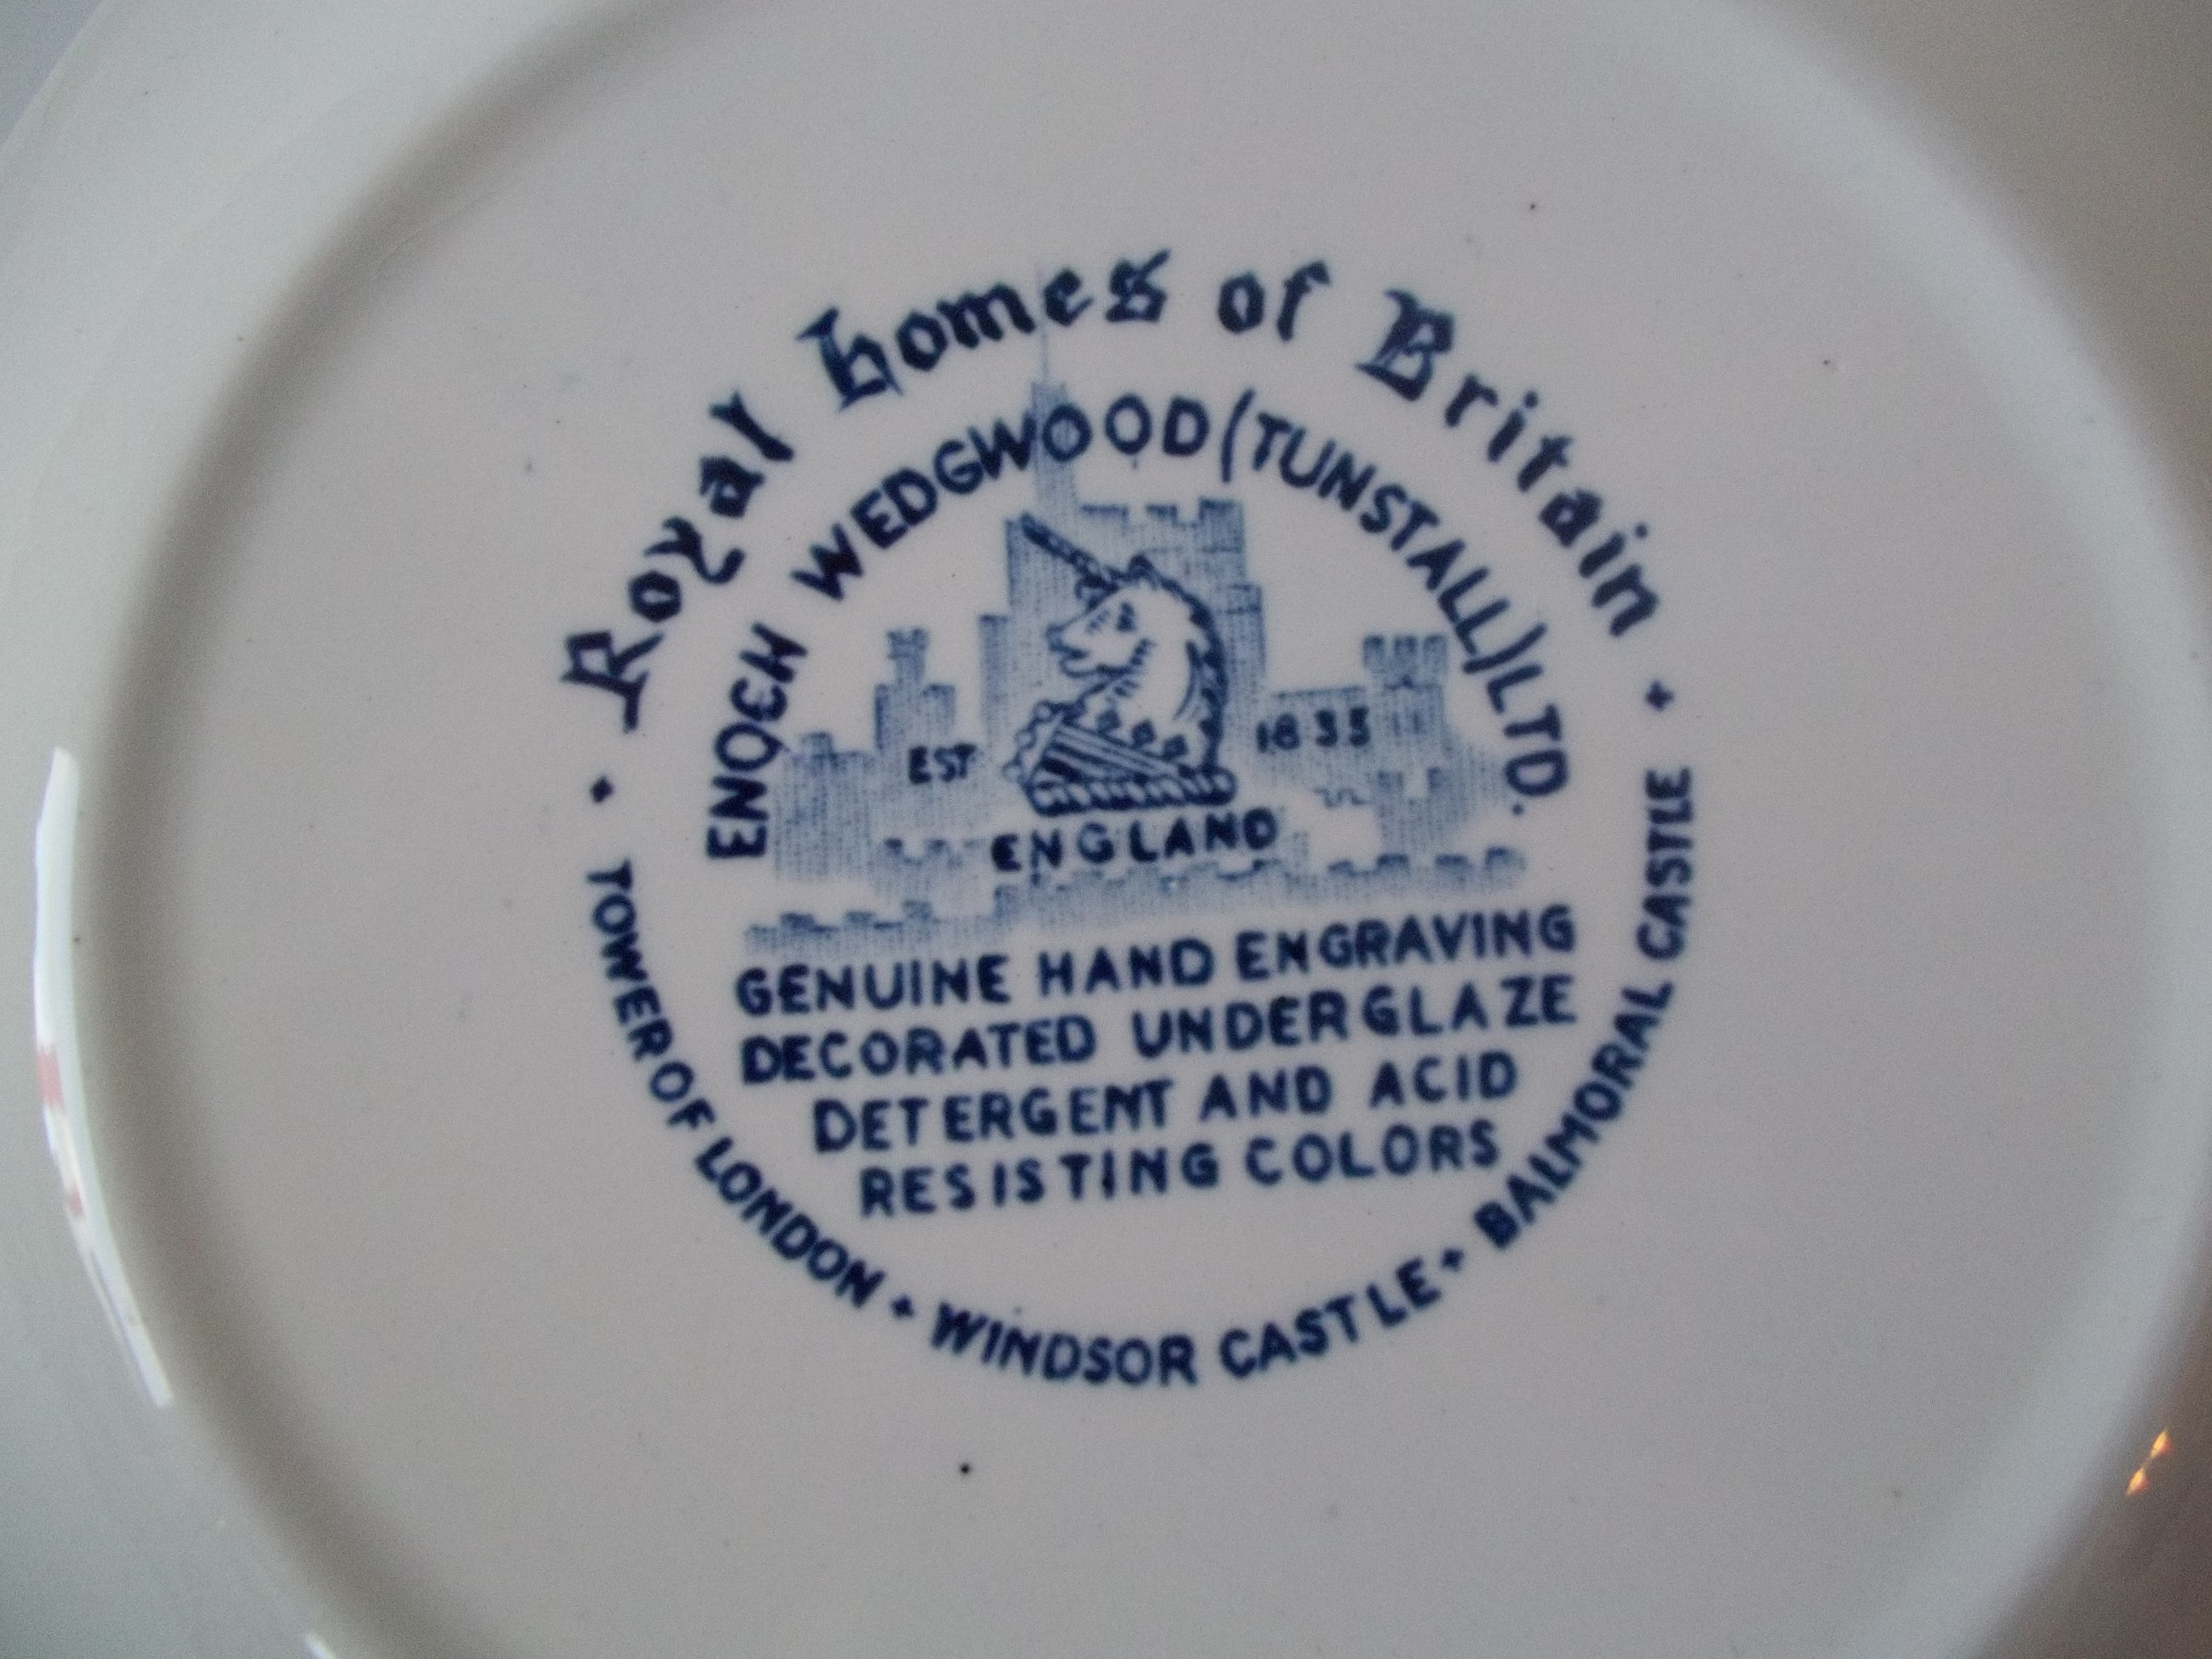 Royal homes of Britain
ENOCH WEDGWOOD (TUNSTALL) LTD.
EST 1835
ENGLAND
GENUINE HAND ENGRAVING
DECORATED UNDERGLAZE
DETERGENT AND ACID
RESISTING COLORS
TOWER OF LONDON + WINDSOR CASTLE + BALMORAL CASTLE